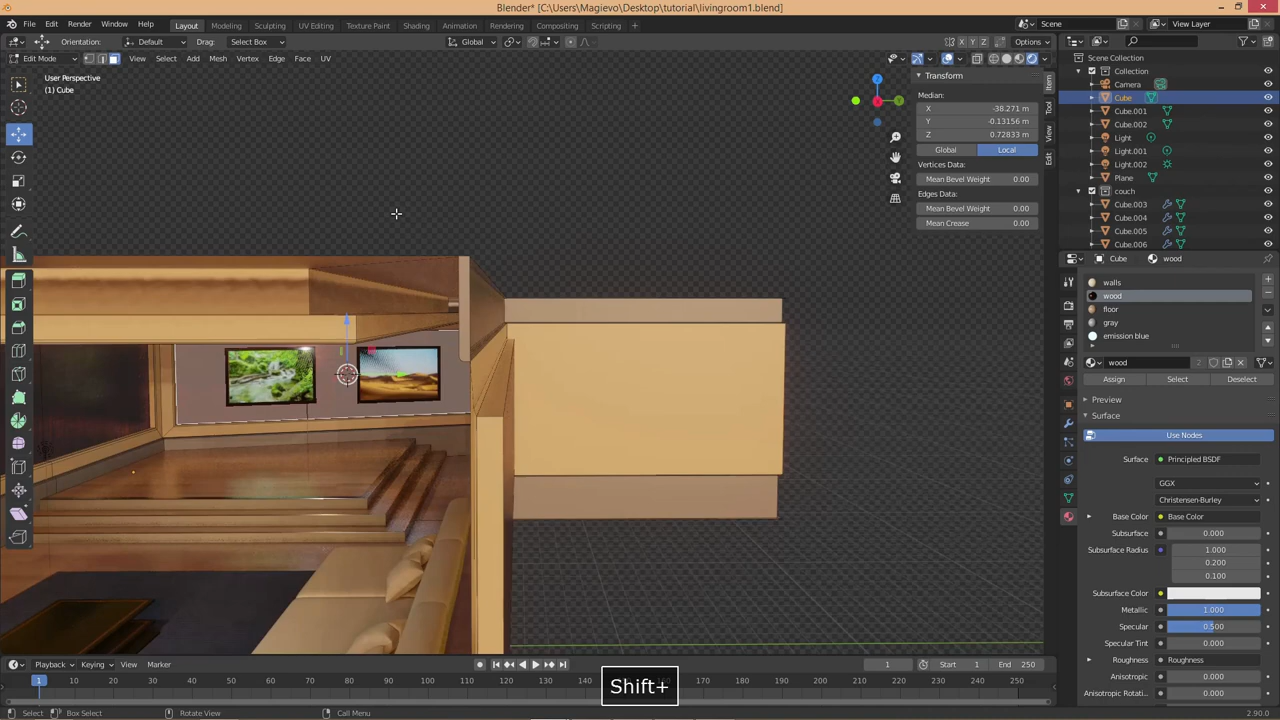 Blender* [C:\Users\Magievo\Desktop\tutorial\livingroom1.blend]
File Edit Render Window Help Layout Modeling Sculpting UV Editing Texture Paint Shading Animation Rendering Compositing Scripting Scene View Layer
Orientation: Default Drag: Select Box Global X Y Z Options
Edit Mode View Select Add Mesh Vertex Edge Face UV
User Perspective
(1) Cube
Transform
Median:
X -38.271 m
Y -0.13156 m
Z 0.72833 m
Global Local
Vertices Data:
Mean Bevel Weight 0.00
Edges Data:
Mean Bevel Weight 0.00
Mean Crease 0.00
Item
Tool
View
Edit
Z
Y
Scene Collection
Collection
Camera
Cube
Cube.001
Cube.002
Light
Light.001
Light.002
Plane
couch
Cube.003
Cube.004
Cube.005
Cube.006
Cube wood
walls
wood
floor
gray
emission blue
wood 2
Assign Select Deselect
Preview
Surface
Use Nodes
Surface Principled BSDF
GGX
Christensen-Burley
Base Color Base Color
Subsurface 0.000
Subsurface Radius 1.000
0.200
0.100
Subsurface Color
Metallic 1.000
Specular 0.500
Specular Tint 0.000
Roughness Roughness
Anisotropic 0.000
Anisotropic Rotati... 0.000
Shift+
Playback Keying View Marker 1 Start 1 End 250
1 10 20 30 40 50 60 70 80 90 100 110 120 130 140 150 160 170 180 190 200 210 220 230 240 250
Select Box Select Rotate View Call Menu 2.90.0